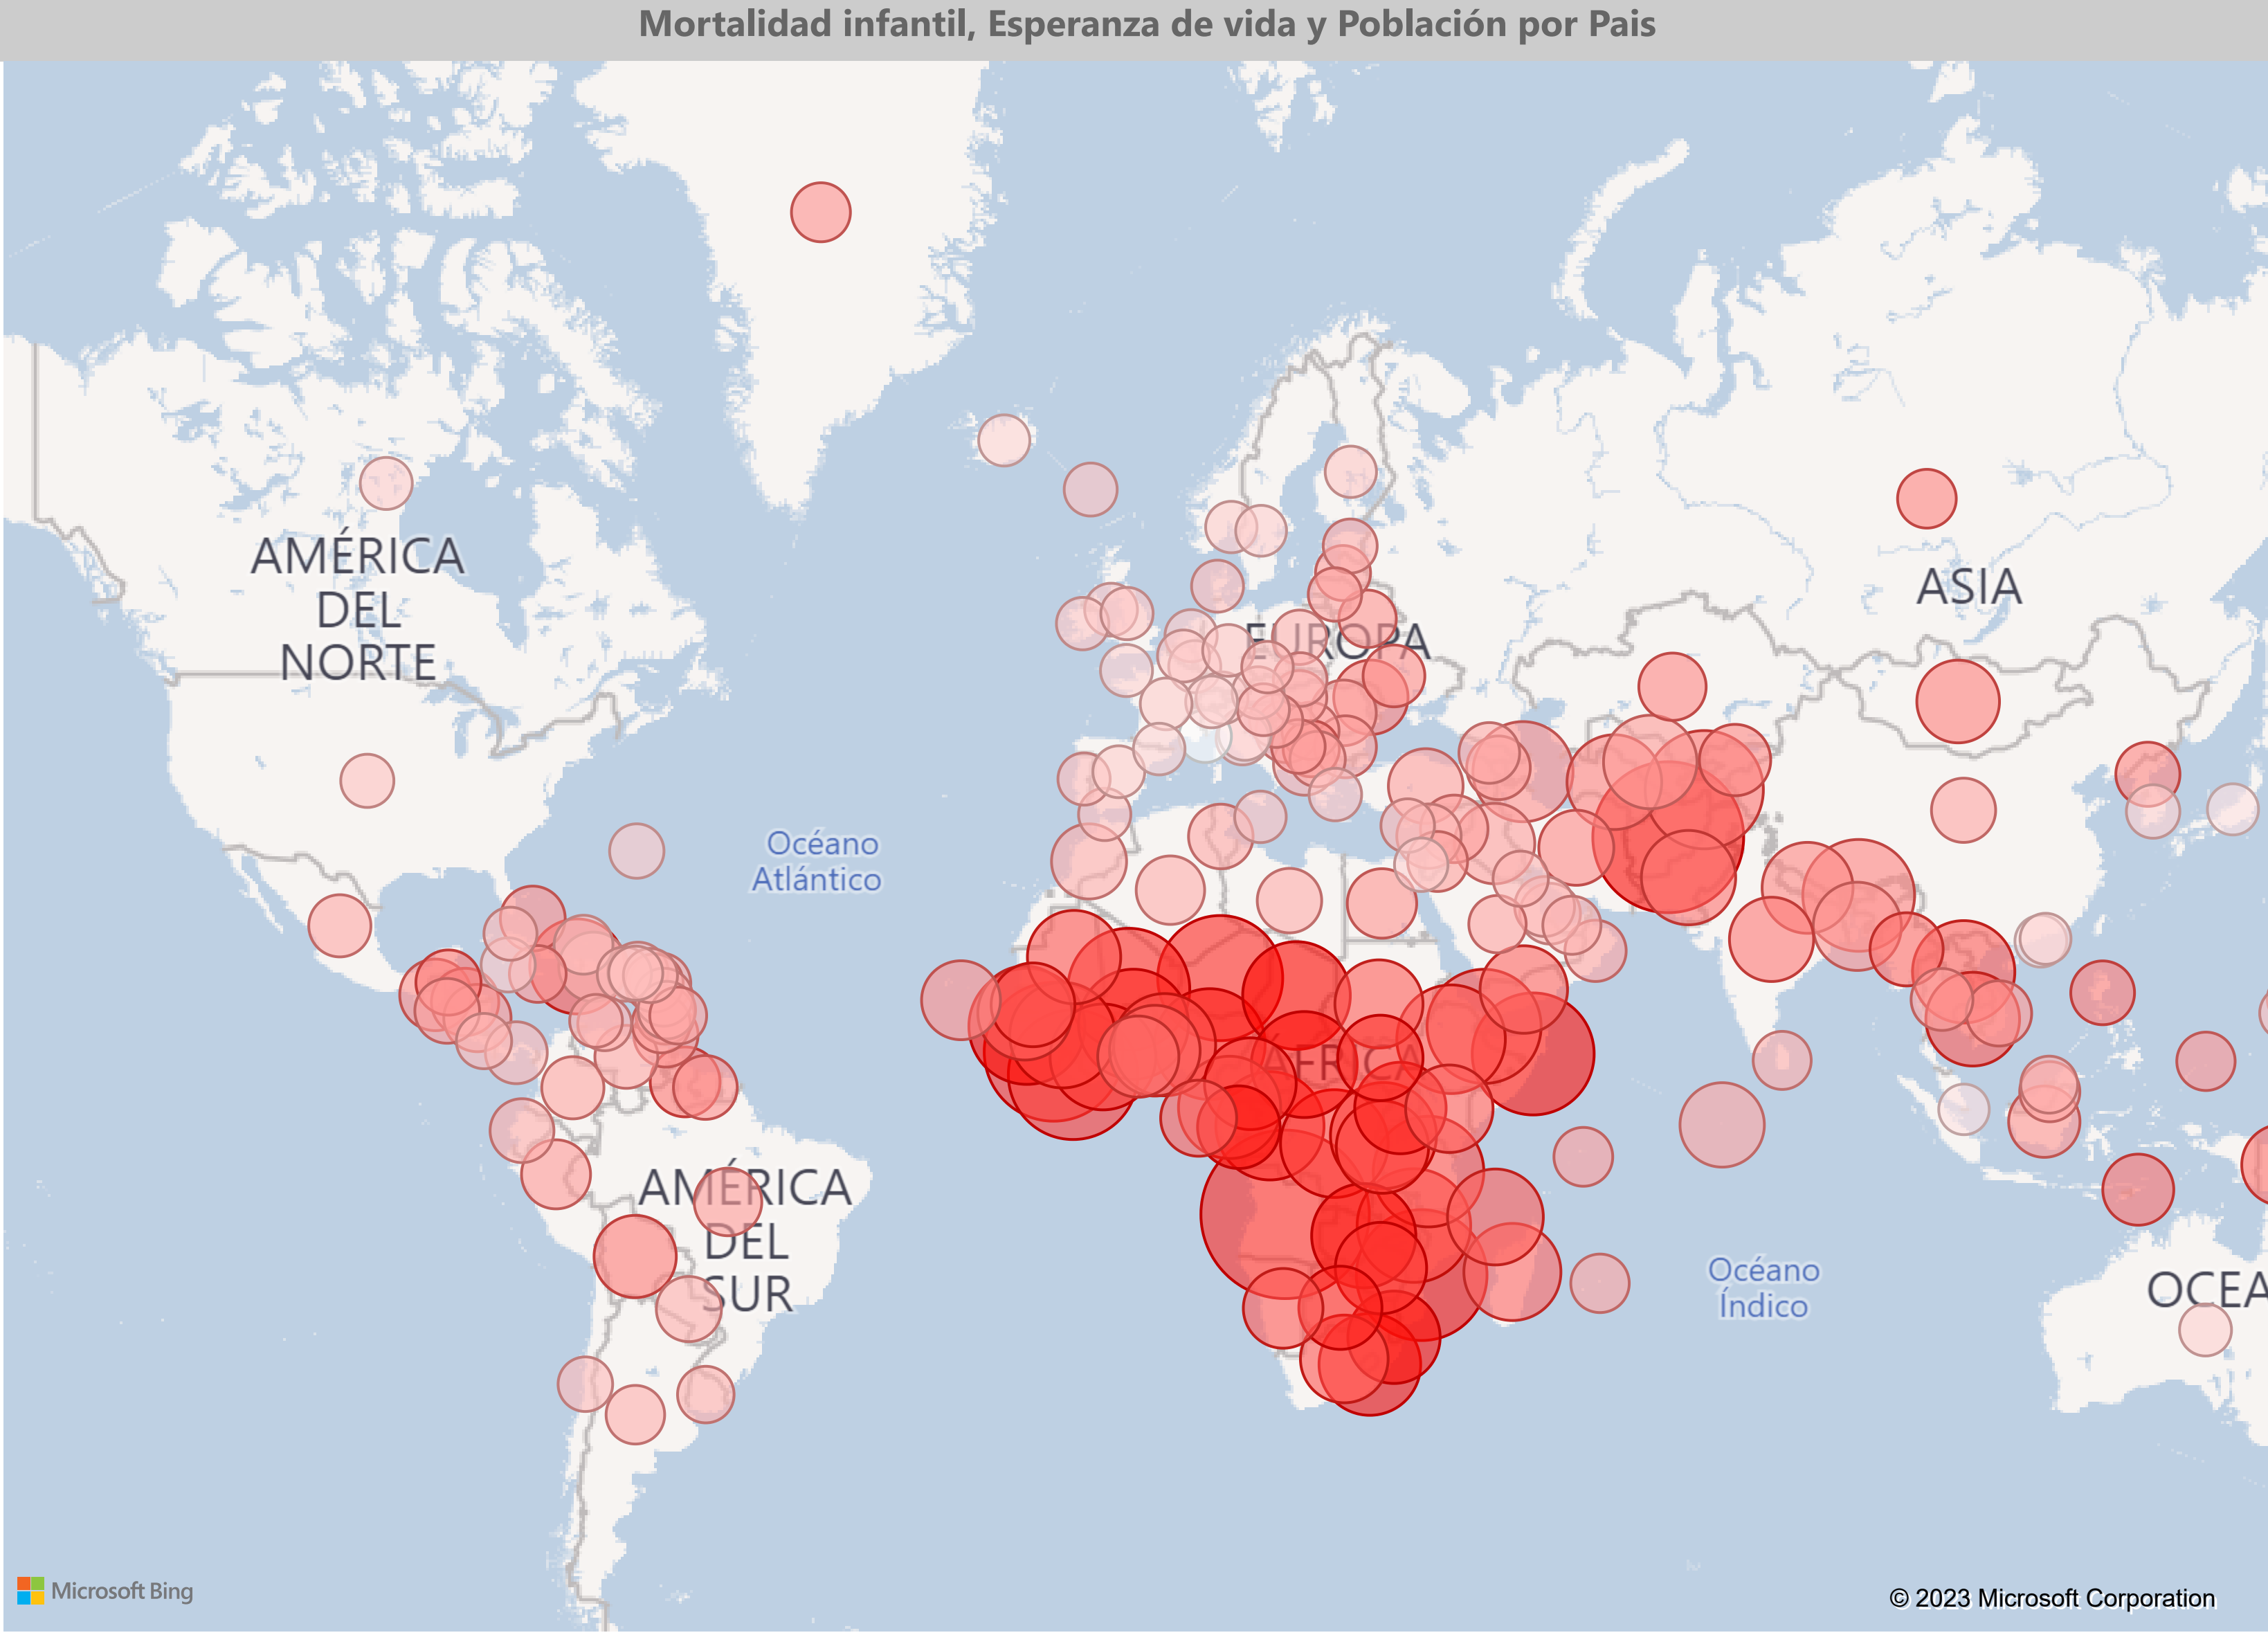 Mortalidad infantil, Esperanza de vida y Población por Pais
AMÉRICA
DEL
NORTE
ASIA
EUROPA
Océano
Atlántico
ÁFRICA
AMÉRICA
DEL
SUR
Océano
Índico
OCEA
Microsoft Bing
© 2023 Microsoft Corporation